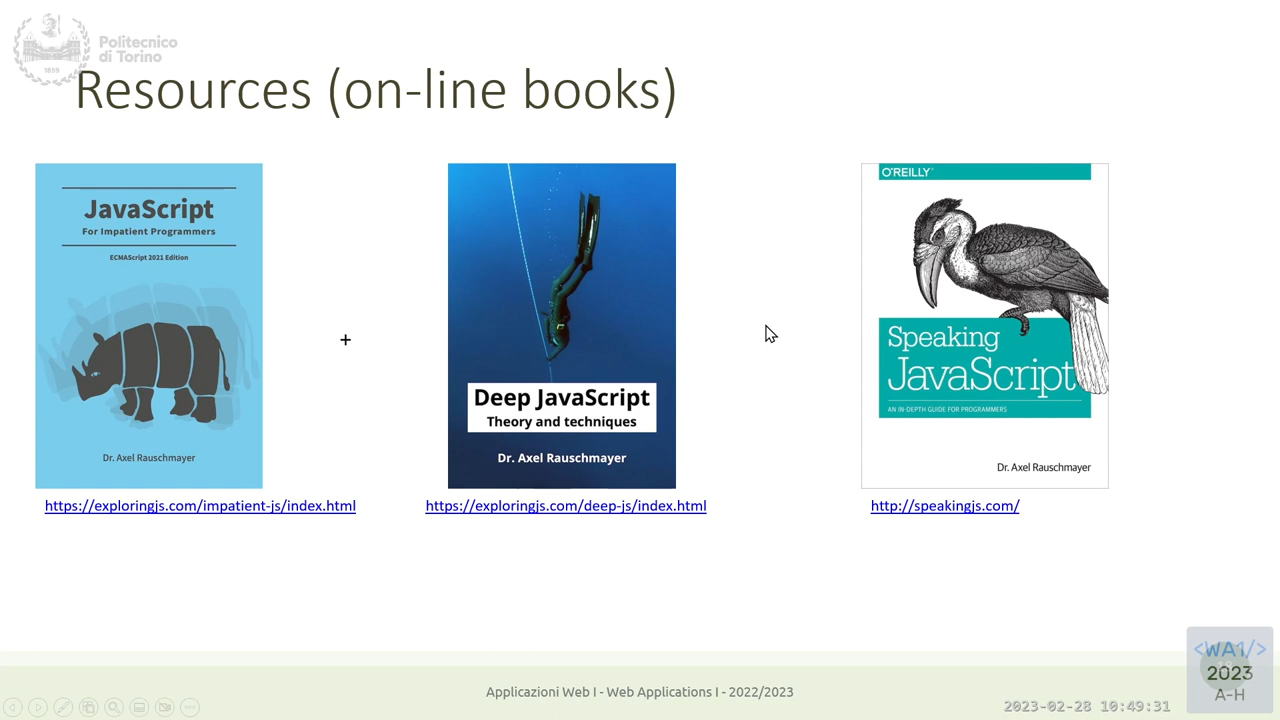 Politecnico
di Torino
1859
Resources (on-line books)
JavaScript
For Impatient Programmers
ECMAScript 2021 Edition
Dr. Axel Rauschmayer
https://exploringjs.com/impatient-js/index.html
+
Deep JavaScript
Theory and techniques
Dr. Axel Rauschmayer
https://exploringjs.com/deep-js/index.html
O'REILLY
Speaking
JavaScript
AN IN-DEPTH GUIDE FOR PROGRAMMERS
Dr. Axel Rauschmayer
http://speakingjs.com/
Applicazioni Web I - Web Applications I - 2022/2023
2023-02-28 10:49:31
<WA1/>
2023
A-H